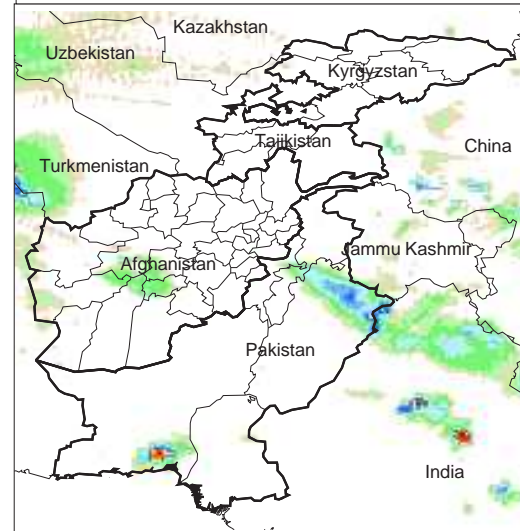 Kazakhstan
Uzbekistan
Kyrgyzstan
Tajikistan
China
Turkmenistan
Jammu Kashmir
Afghanistan
Pakistan
India